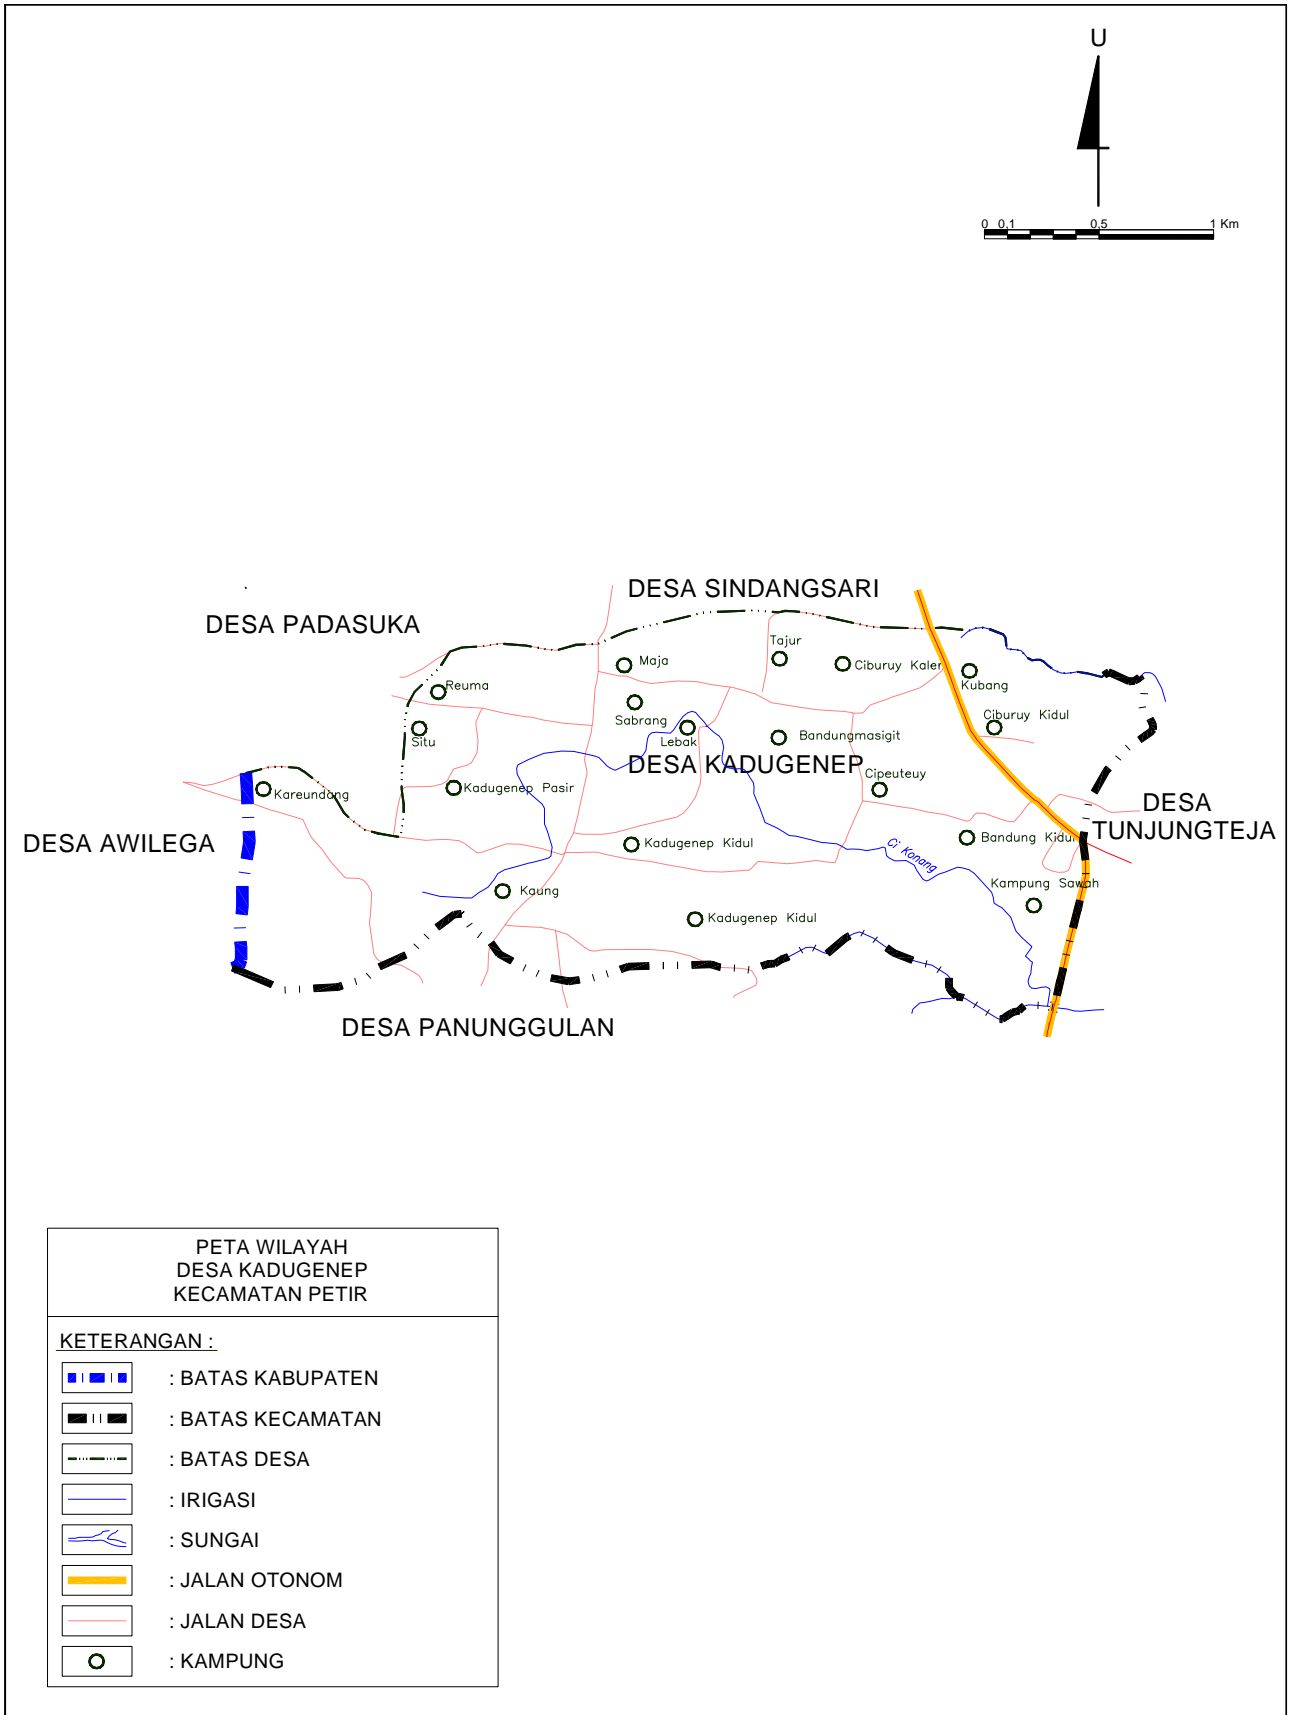 U
0 0,1 0,5 1 Km
DESA SINDANGSARI
DESA PADASUKA
Tajur
Maja
Ciburuy Kaler
Kubang
Reuma
Sabrang
Ciburuy Kidul
Situ
Lebak
Bandungmasigit
DESA KADUGENEP
Cipeuteuy
Kadugenep Pasir
Kareundang
DESA
TUNJUNGTEJA
DESA AWILEGA
Kadugenep Kidul
Bandung Kidul
Ci Konang
Kampung Sawah
Kaung
Kadugenep Kidul
DESA PANUNGGULAN
PETA WILAYAH
DESA KADUGENEP
KECAMATAN PETIR
KETERANGAN :
: BATAS KABUPATEN
: BATAS KECAMATAN
: BATAS DESA
: IRIGASI
: SUNGAI
: JALAN OTONOM
: JALAN DESA
: KAMPUNG